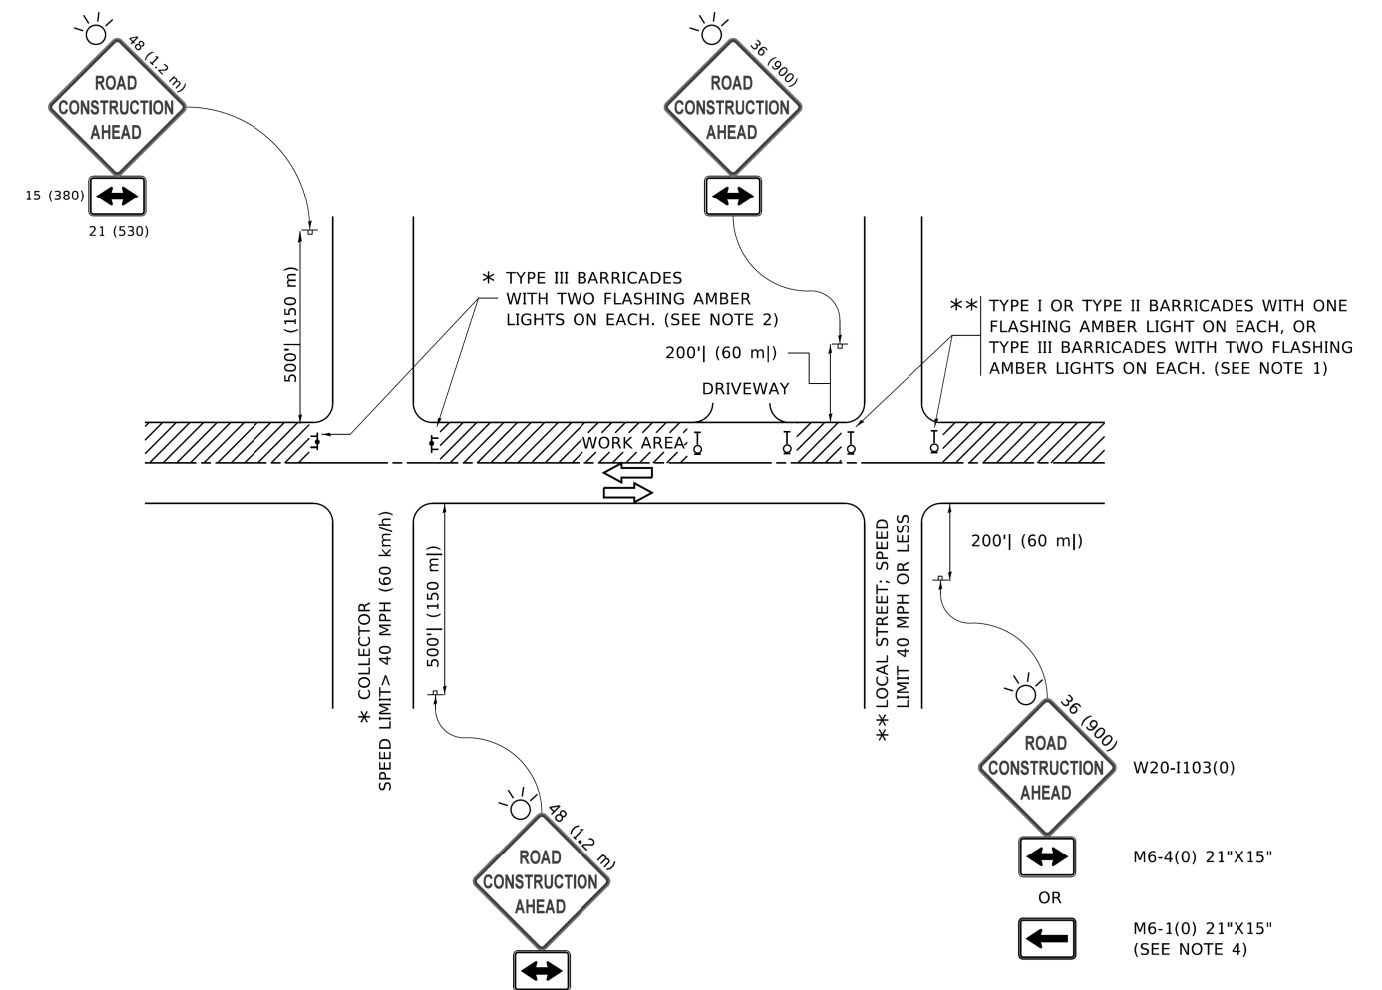 48 (1.2 m)
ROAD
CONSTRUCTION
AHEAD
15 (380)
21 (530)
36 (900)
ROAD
CONSTRUCTION
AHEAD
500'| (150 m)
* TYPE III BARRICADES
WITH TWO FLASHING AMBER
LIGHTS ON EACH. (SEE NOTE 2)
200'| (60 m|)
DRIVEWAY
** TYPE I OR TYPE II BARRICADES WITH ONE
FLASHING AMBER LIGHT ON EACH, OR
TYPE III BARRICADES WITH TWO FLASHING
AMBER LIGHTS ON EACH. (SEE NOTE 1)
WORK AREA
* COLLECTOR
SPEED LIMIT> 40 MPH (60 km/h)
500'| (150 m|)
** LOCAL STREET; SPEED
LIMIT 40 MPH OR LESS
200'| (60 m|)
48 (1.2 m)
ROAD
CONSTRUCTION
AHEAD
36 (900)
ROAD
CONSTRUCTION
AHEAD
W20-I103(0)
M6-4(0) 21"X15"
OR
M6-1(0) 21"X15"
(SEE NOTE 4)